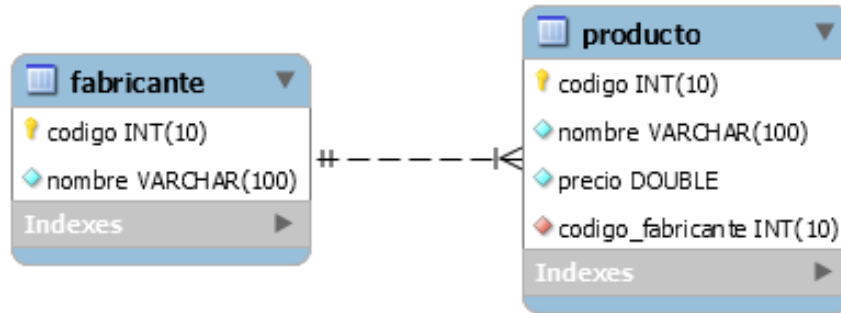 fabricante
codigo INT(10)
nombre VARCHAR(100)
Indexes
producto
codigo INT(10)
nombre VARCHAR(100)
precio DOUBLE
codigo_fabricante INT(10)
Indexes